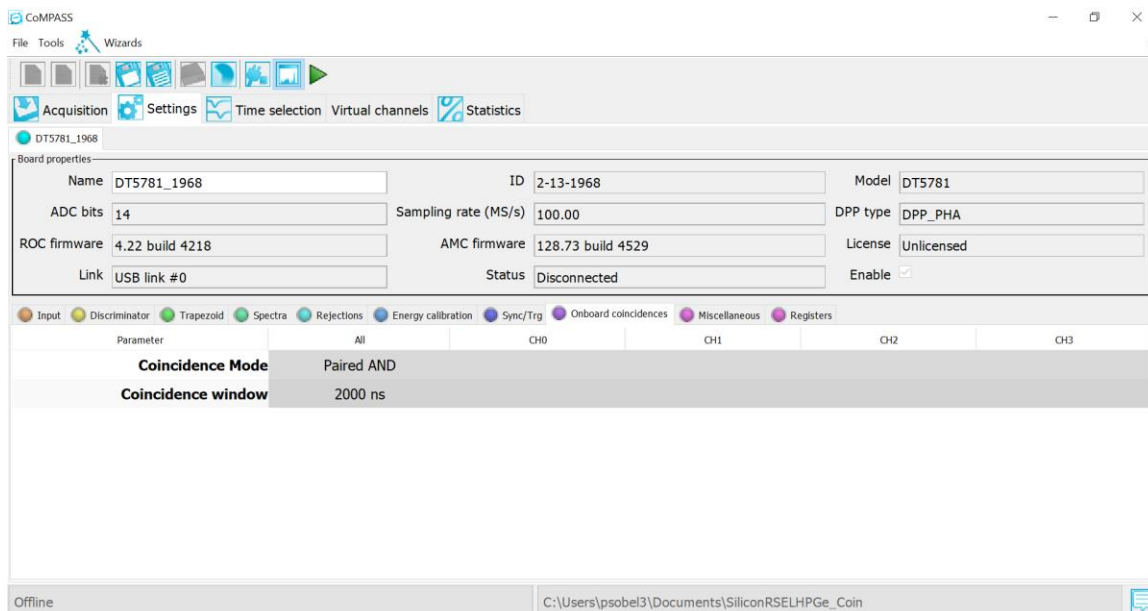 CoMPASS
File Tools Wizards
Acquisition Settings Time selection Virtual channels Statistics
DT5781_1968
Board properties
Name DT5781_1968 ID 2-13-1968 Model DT5781
ADC bits 14 Sampling rate (MS/s) 100.00 DPP type DPP_PHA
ROC firmware 4.22 build 4218 AMC firmware 128.73 build 4529 License Unlicensed
Link USB link #0 Status Disconnected Enable
Input Discriminator Trapezoid Spectra Rejections Energy calibration Sync/Trg Onboard coincidences Miscellaneous Registers
Parameter All CH0 CH1 CH2 CH3
Coincidence Mode Paired AND
Coincidence window 2000 ns
Offline C:\Users\psobel3\Documents\SiliconRSELHPGe_Coin